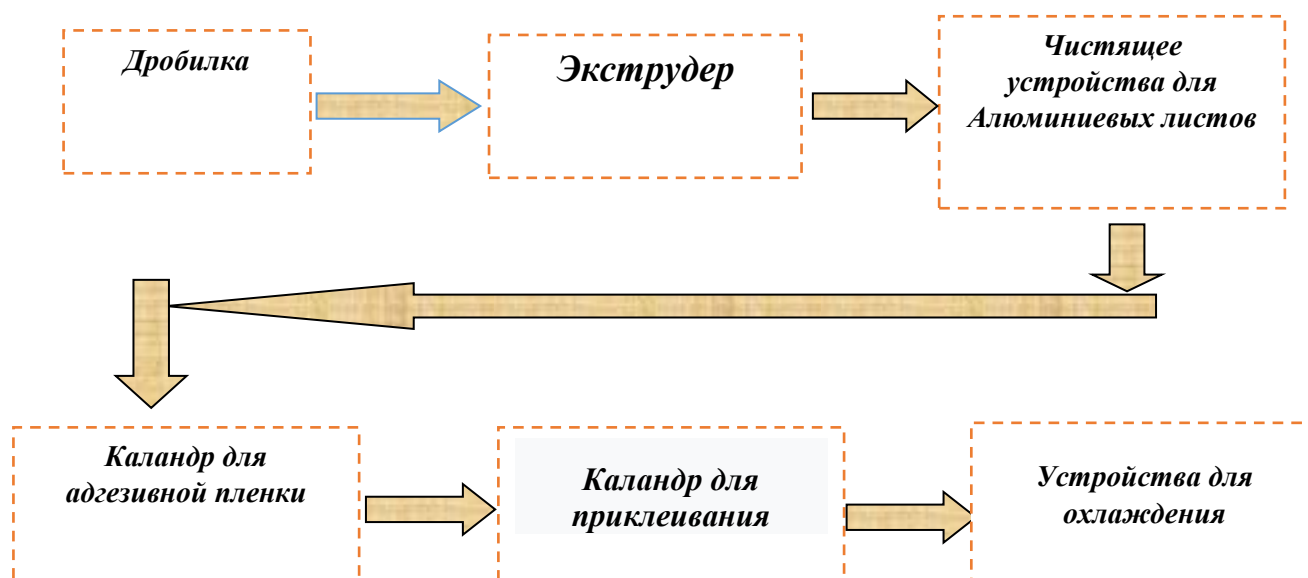 Дробилка
Экструдер
Чистящее
устройства для
Алюминиевых листов
Каландр для
адгезивной пленки
Каландр для
приклеивания
Устройства для
охлаждения